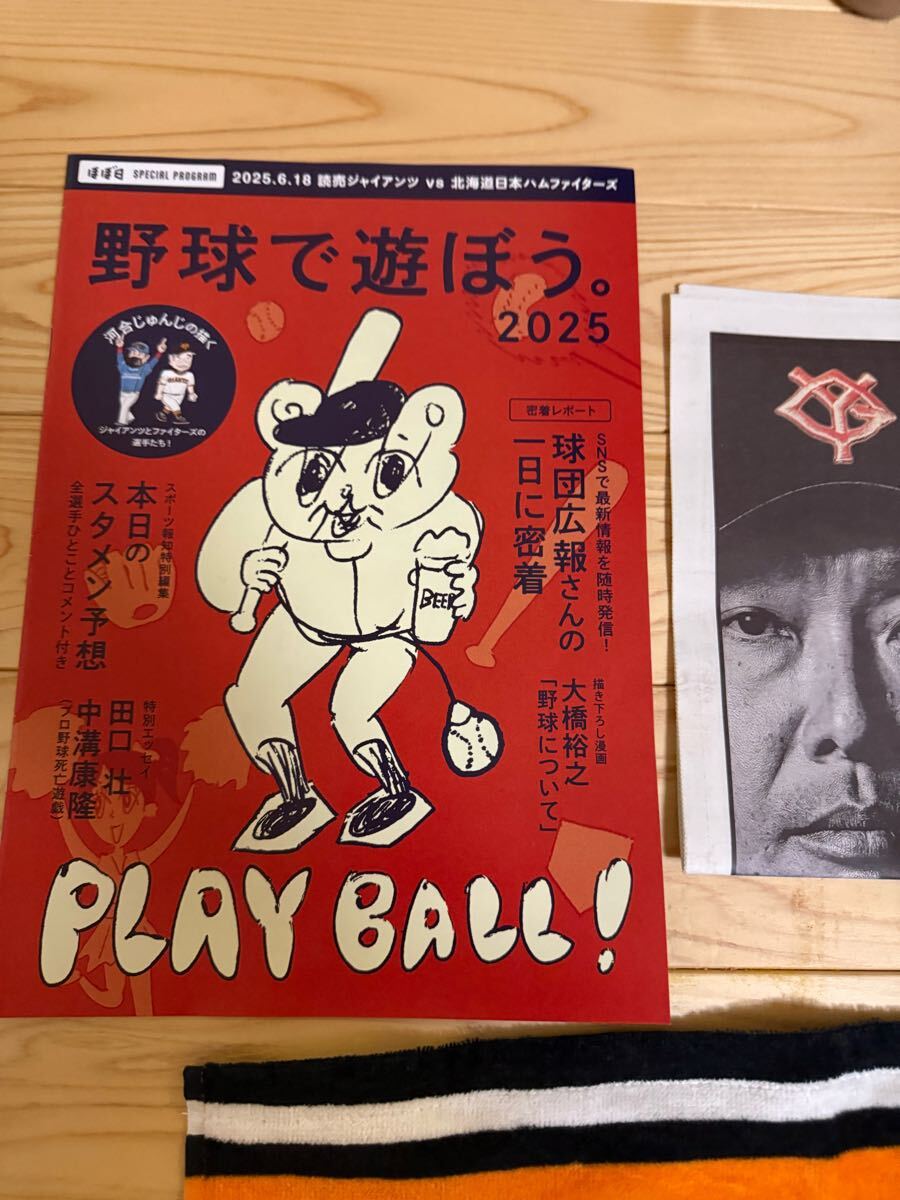 ほぼ日 SPECIAL PROGRAM
2025.6.18 読売ジャイアンツ vs 北海道日本ハムファイターズ
野球で遊ぼう。
2025
河合じゅんじの描く
GIANTS
ジャイアンツとファイターズの
選手たち!
密着レポート
SNSで最新情報を随時発信!
球団広報さんの
一日に密着
スポーツ報知特別編集
本日の
スタメン予想
全選手ひとことコメント付き
BEER
描き下ろし漫画
大橋裕之
「野球について」
特別エッセイ
田口 壮
中溝康隆
(プロ野球死亡遊戯)
PLAY BALL!
YG